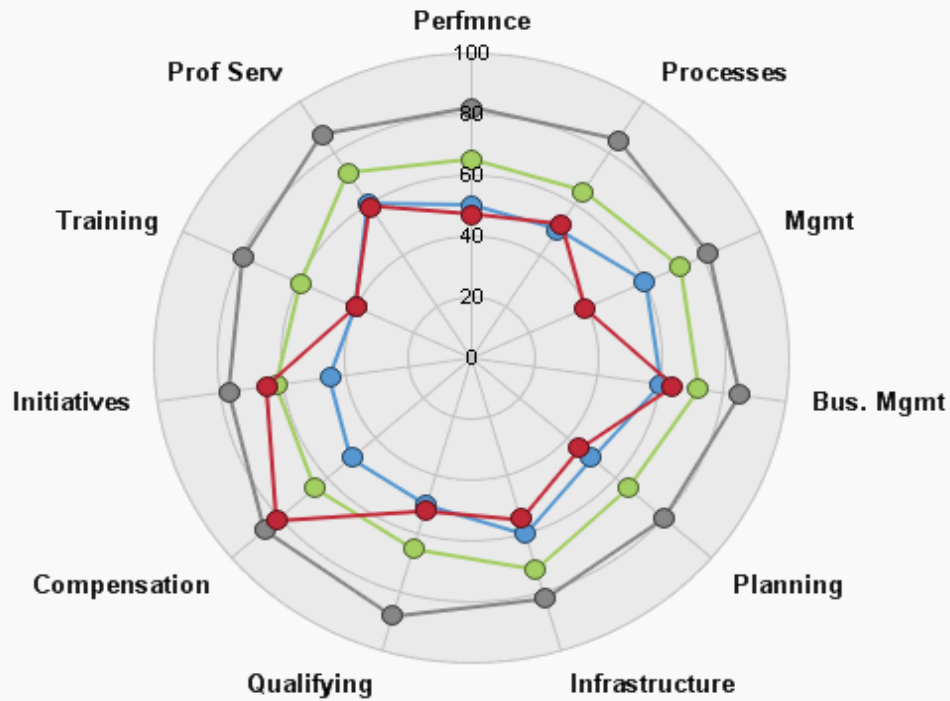 Perfmnce
100
Prof Serv
Processes
80
60
Training
Mgmt
40
20
0
Initiatives
Bus. Mgmt
Compensation
Planning
Qualifying
Infrastructure